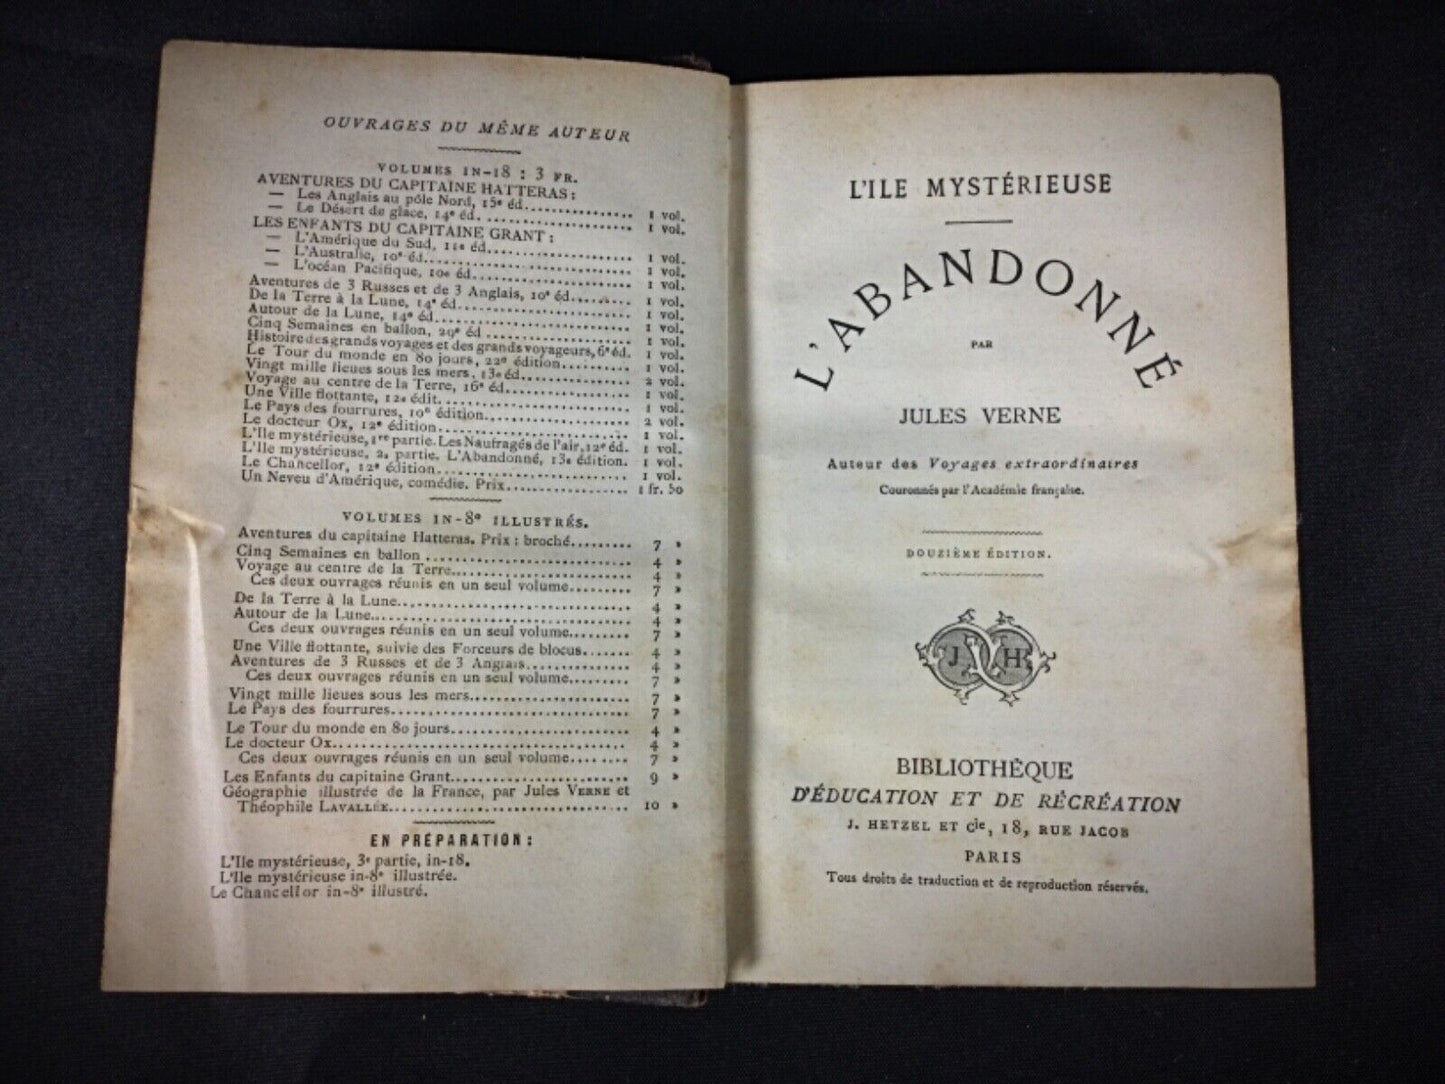 OUVRAGES DU MÊME AUTEUR
VOLUMES IN-18 : 3 FR.
AVENTURES DU CAPITAINE HATTERAS :
— Les Anglais au pôle Nord, 15e éd. 1 vol.
— Le Désert de glace, 14e éd. 1 vol.
LES ENFANTS DU CAPITAINE GRANT :
— L'Amérique du Sud, 11e éd. 1 vol.
— L'Australie, 10e éd. 1 vol.
— L'océan Pacifique, 10e éd. 1 vol.
Aventures de 3 Russes et de 3 Anglais, 10e éd. 1 vol.
De la Terre à la Lune, 14e éd. 1 vol.
Autour de la Lune, 14e éd. 1 vol.
Cinq Semaines en ballon, 29e éd 1 vol.
Histoire des grands voyages et des grands voyageurs, 6e éd. 1 vol.
Le Tour du monde en 80 jours, 22e édition 1 vol.
Vingt mille lieues sous les mers, 13e éd. 2 vol.
Voyage au centre de la Terre, 16e éd. 1 vol.
Une Ville flottante, 12e édit. 1 vol.
Le Pays des fourrures, 10e édition 2 vol.
Le docteur Ox, 12e édition 1 vol.
L'Ile mystérieuse, 1re partie. Les Naufragés de l'air, 12e éd. 1 vol.
L'Ile mystérieuse, 2e partie. L'Abandonné, 13e édition. 1 vol.
Le Chancellor, 12e édition 1 vol.
Un Neveu d'Amérique, comédie. Prix 1 fr. 50
VOLUMES IN-8° ILLUSTRÉS.
Aventures du capitaine Hatteras. Prix : broché 7 »
Cinq Semaines en ballon 4 »
Voyage au centre de la Terre 4 »
Ces deux ouvrages réunis en un seul volume 7 »
De la Terre à la Lune 4 »
Autour de la Lune 4 »
Ces deux ouvrages réunis en un seul volume 7 »
Une Ville flottante, suivie des Forceurs de blocus 4 »
Aventures de 3 Russes et de 3 Anglais 4 »
Ces deux ouvrages réunis en un seul volume 7 »
Vingt mille lieues sous les mers 7 »
Le Pays des fourrures 7 »
Le Tour du monde en 80 jours 4 »
Le docteur Ox 4 »
Ces deux ouvrages réunis en un seul volume 7 »
Les Enfants du capitaine Grant 9 »
Géographie illustrée de la France, par Jules VERNE et
Théophile LAVALLÉE 10 »
EN PRÉPARATION :
L'Ile mystérieuse, 3e partie, in-18.
L'Ile mystérieuse in-8° illustrée.
Le Chancellor in-8° illustré.
L'ILE MYSTÉRIEUSE
L'ABANDONNÉ
PAR
JULES VERNE
Auteur des Voyages extraordinaires
Couronnés par l'Académie française.
DOUZIÈME ÉDITION.
J H
BIBLIOTHÈQUE
D'ÉDUCATION ET DE RÉCRÉATION
J. HETZEL ET Cie, 18, RUE JACOB
PARIS
Tous droits de traduction et de reproduction réservés.